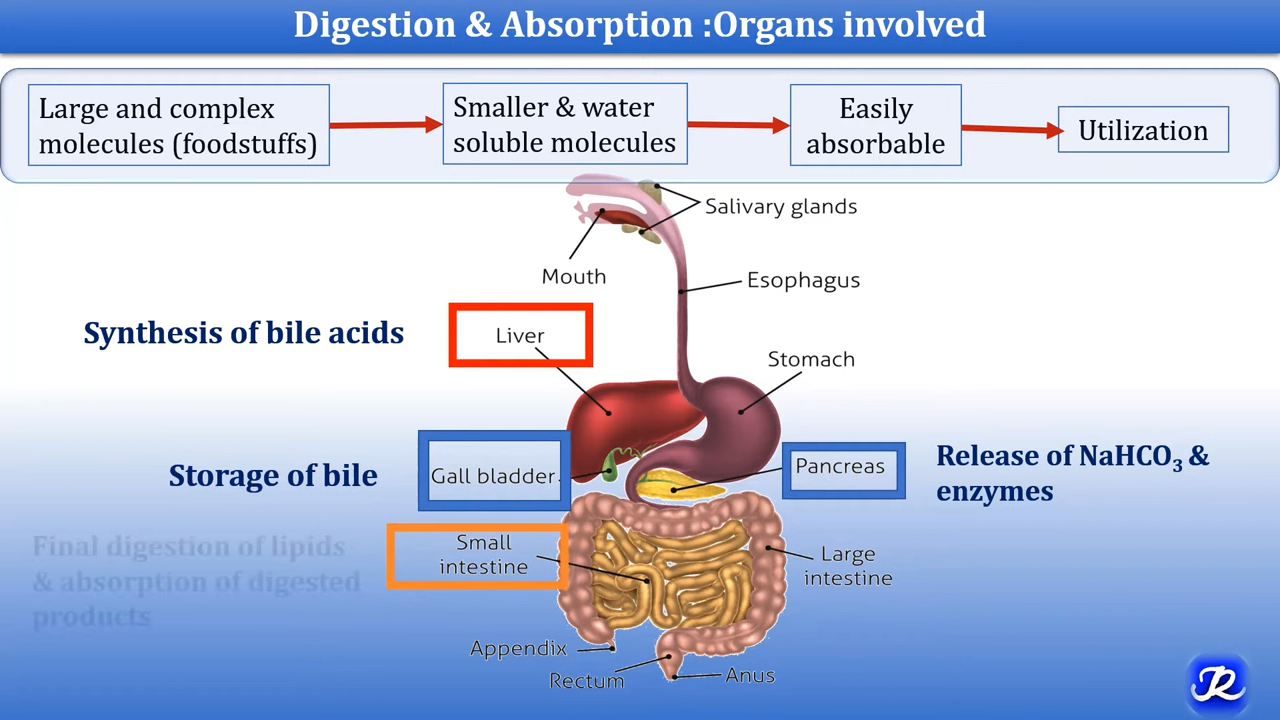 Digestion & Absorption :Organs involved
Large and complex
molecules (foodstuffs)
Smaller & water
soluble molecules
Easily
absorbable
Utilization
Salivary glands
Mouth
Esophagus
Synthesis of bile acids
Liver
Stomach
Storage of bile
Gall bladder
Pancreas
Release of NaHCO₃ &
enzymes
Final digestion of lipids
& absorption of digested
products
Small
intestine
Large
intestine
Appendix
Rectum
Anus
JR